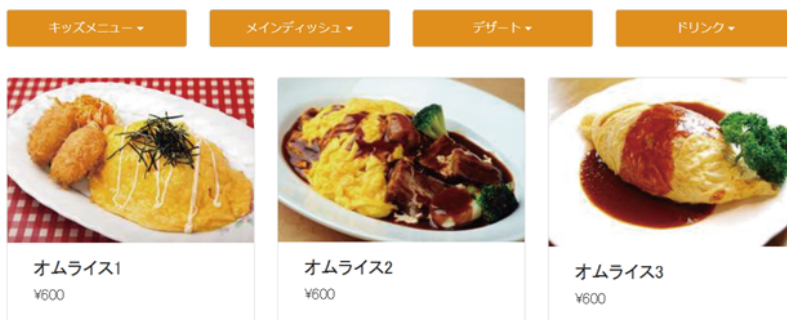 キッズメニュー▾
メインディッシュ▾
デザート▾
ドリンク▾
オムライス1
¥600
オムライス2
¥600
オムライス3
¥600